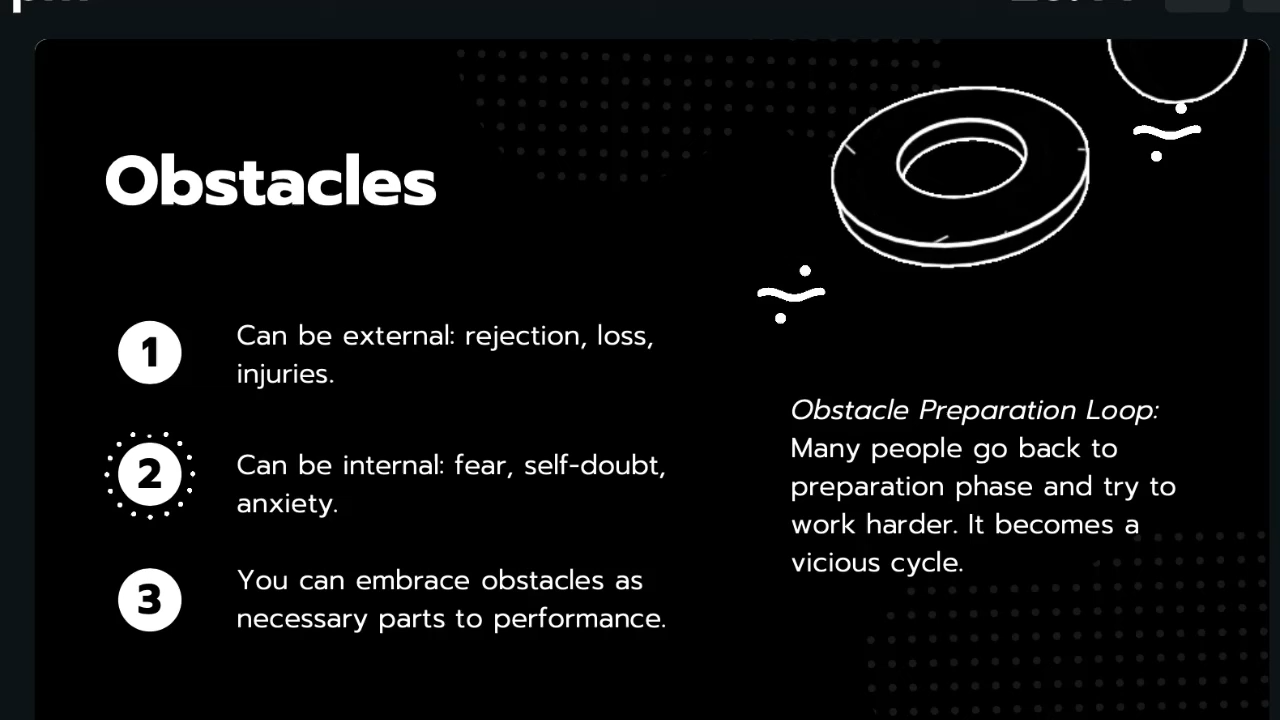 Obstacles
1
Can be external: rejection, loss,
injuries.
2
Can be internal: fear, self-doubt,
anxiety.
3
You can embrace obstacles as
necessary parts to performance.
Obstacle Preparation Loop:
Many people go back to
preparation phase and try to
work harder. It becomes a
vicious cycle.